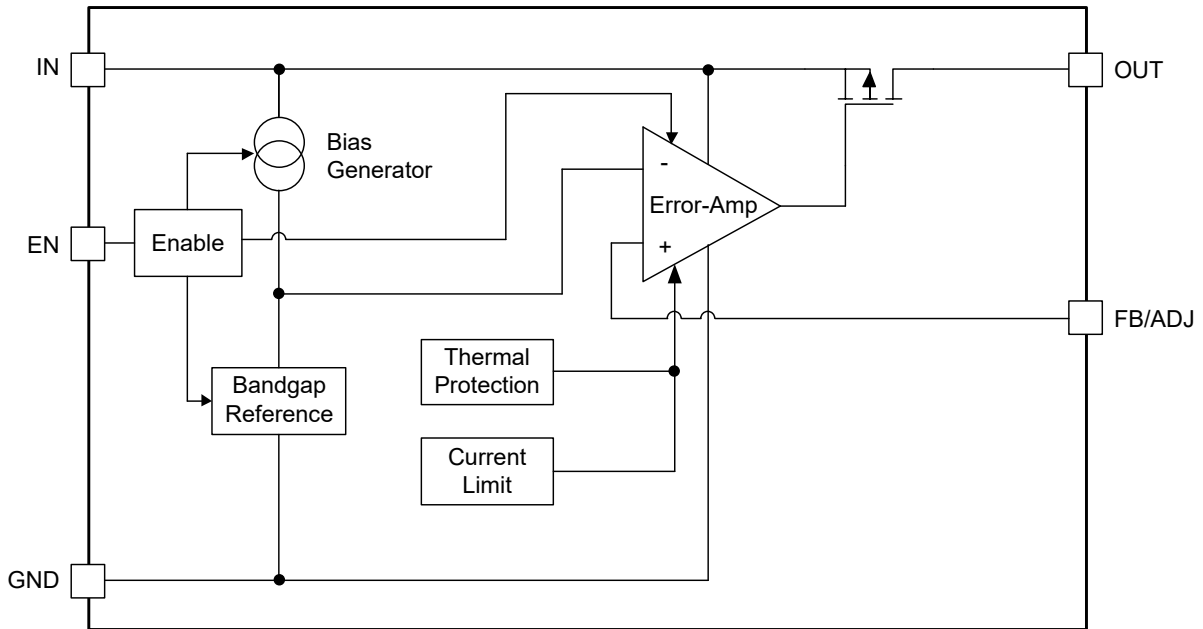 IN
OUT
Bias
Generator
-
Error-Amp
EN
Enable
+
FB/ADJ
Thermal
Protection
Bandgap
Reference
Current
Limit
GND